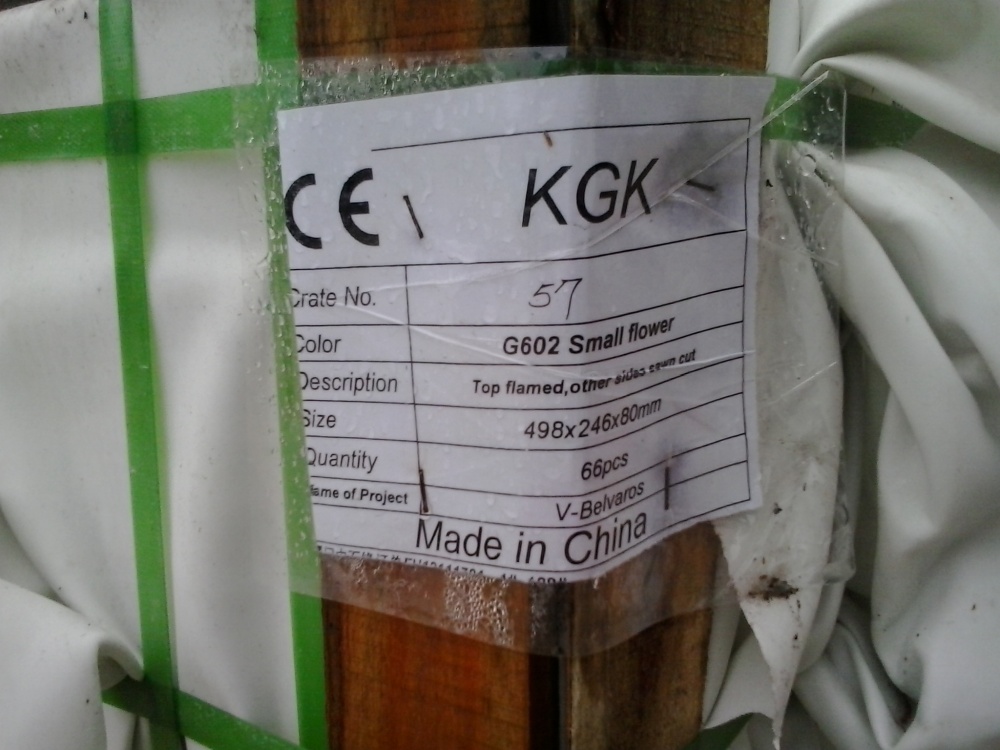 CE KGK
Crate No. 57
Color G602 Small flower
Description Top flamed,other sides sawn cut
Size 498x246x80mm
Quantity 66pcs
Name of Project V-Belvaros
Made in China